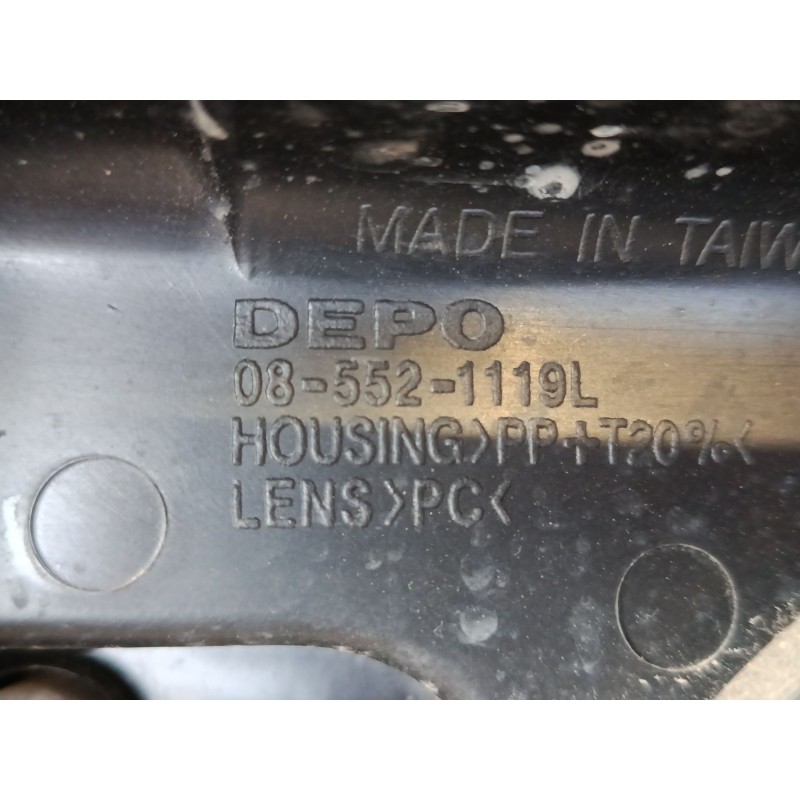 MADE IN TAIW
DEPO
08-552-1119L
HOUSING>PP+T20%<
LENS>PC<